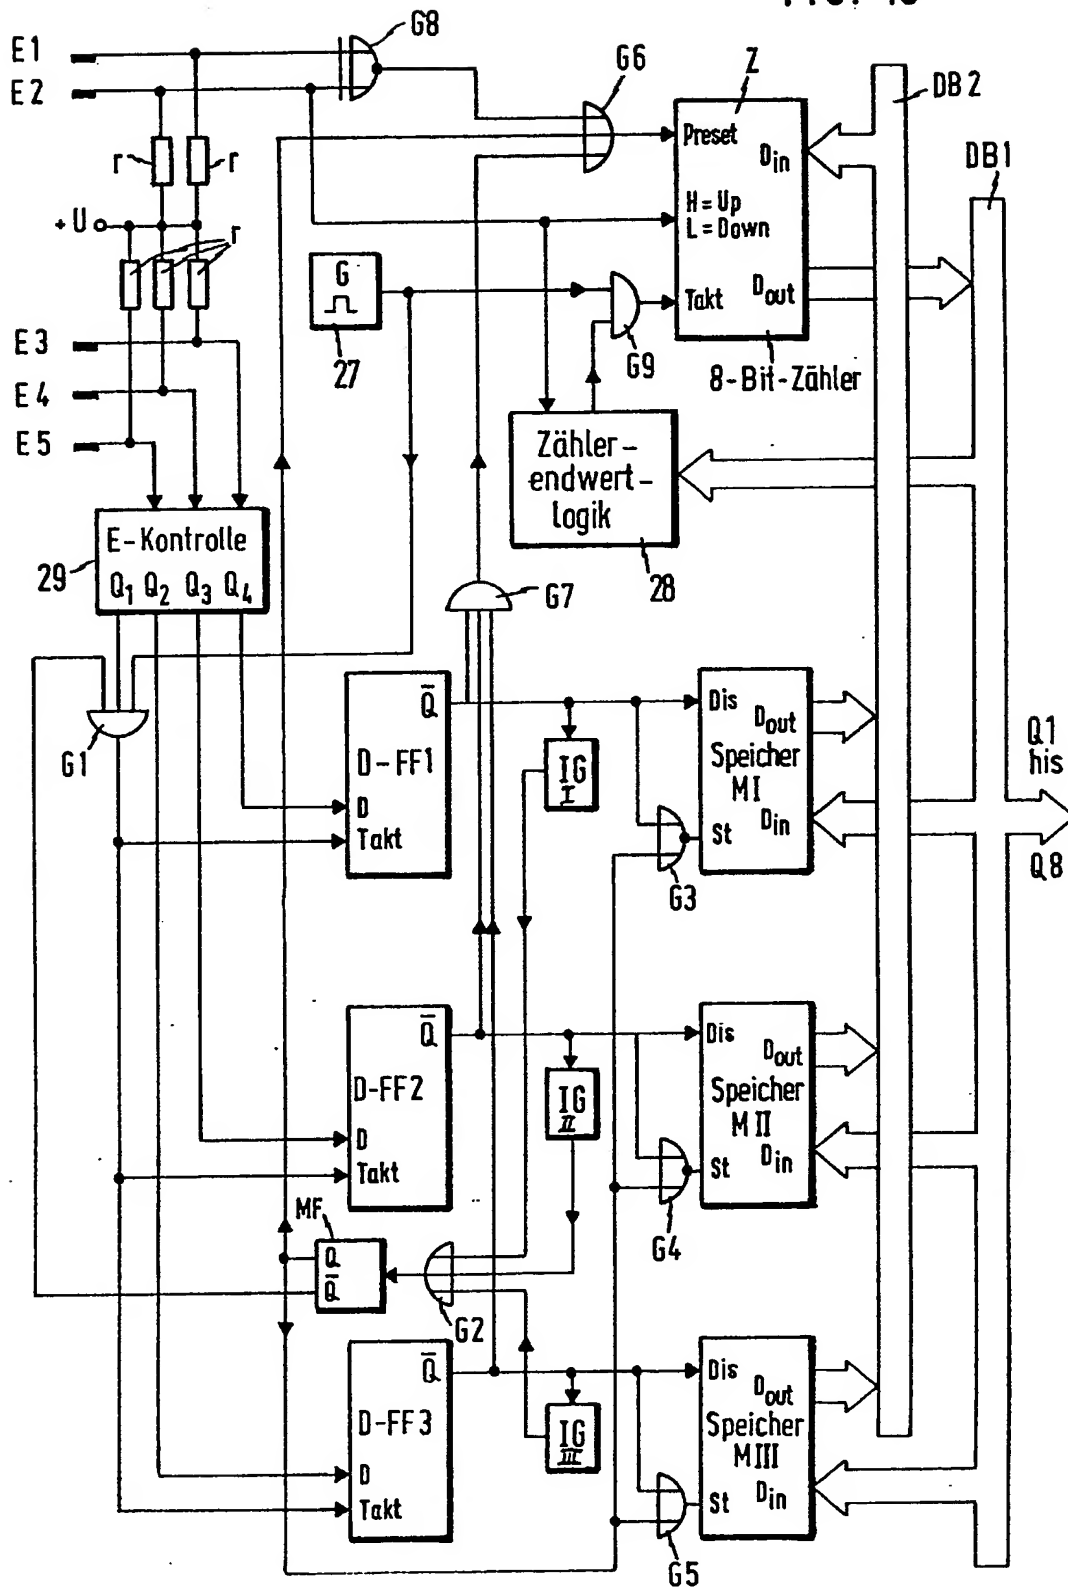 E1
E2
G8
G6
Z
DB2
DB1
Preset
Din
H=Up
L=Down
Takt
Dout
8-Bit-Zähler
r
r
+U
r
G
27
G9
E3
E4
E5
Zähler-
endwert-
logik
28
E-Kontrolle
Q1 Q2 Q3 Q4
29
G7
G1
Q̅
D-FF1
D
Takt
IG
I
Dis
Dout
Speicher
MI
Din
St
G3
Q1
his
Q8
Q̅
D-FF2
D
Takt
IG
II
Dis
Dout
Speicher
MII
Din
St
G4
MF
Q
Q̅
G2
Q̅
D-FF3
D
Takt
IG
III
Dis
Dout
Speicher
MIII
Din
St
G5